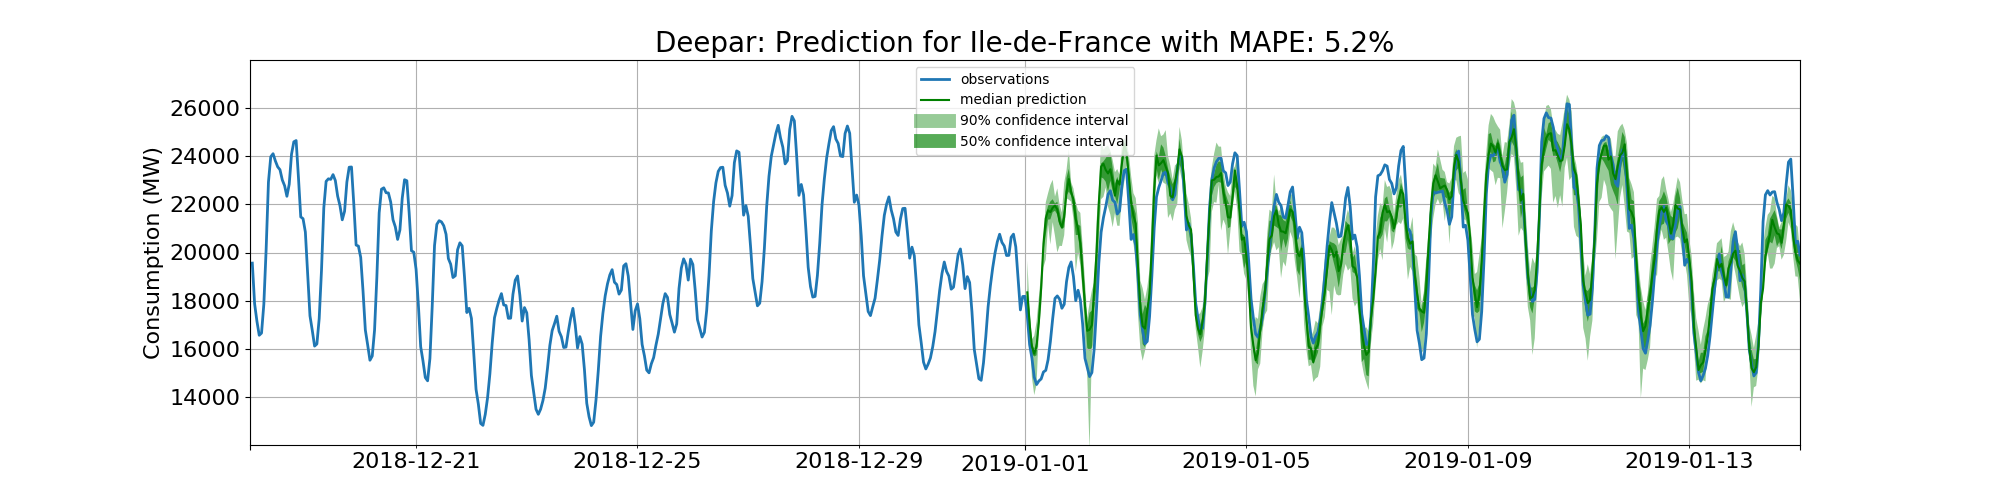 Deepar: Prediction for Ile-de-France with MAPE: 5.2%
observations
median prediction
90% confidence interval
50% confidence interval
Consumption (MW)
26000
24000
22000
20000
18000
16000
14000
2018-12-21
2018-12-25
2018-12-29
2019-01-01
2019-01-05
2019-01-09
2019-01-13